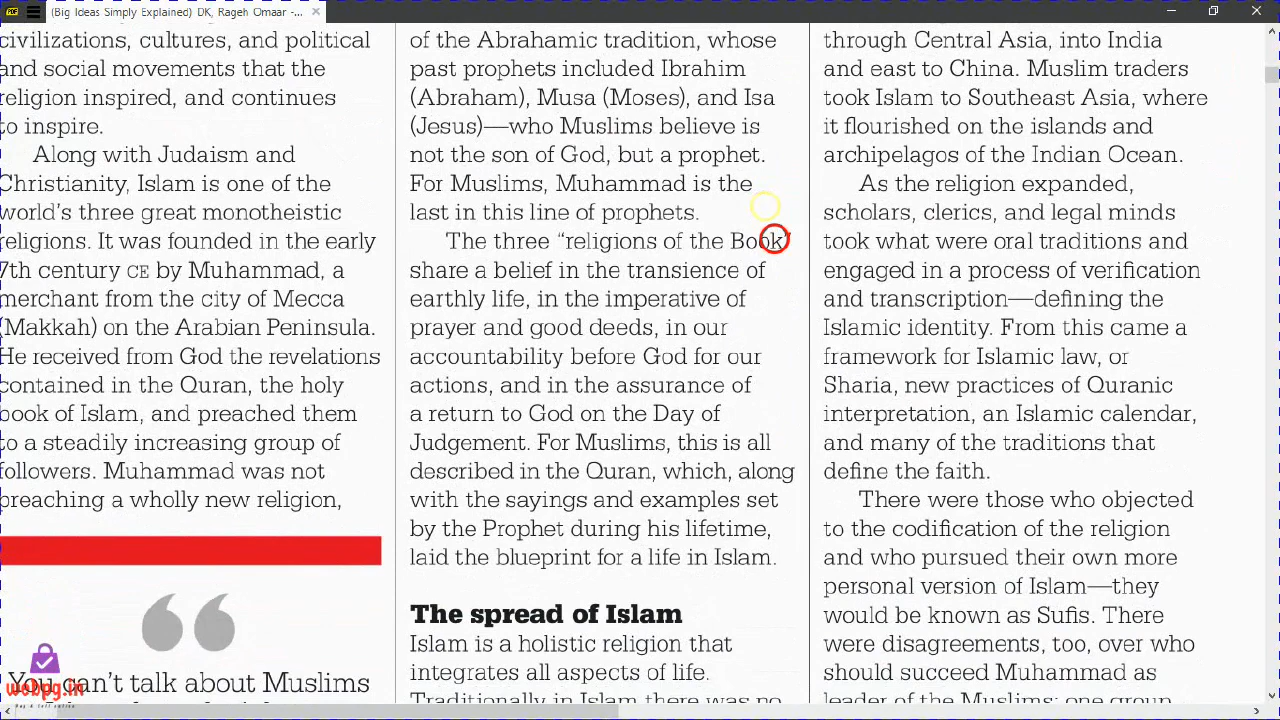 (Big Ideas Simply Explained) DK, Rageh Omaar -...
civilizations, cultures, and political
and social movements that the
religion inspired, and continues
to inspire.
Along with Judaism and
Christianity, Islam is one of the
world's three great monotheistic
religions. It was founded in the early
7th century CE by Muhammad, a
merchant from the city of Mecca
(Makkah) on the Arabian Peninsula.
He received from God the revelations
contained in the Quran, the holy
book of Islam, and preached them
to a steadily increasing group of
followers. Muhammad was not
preaching a wholly new religion,
You can't talk about Muslims
of the Abrahamic tradition, whose
past prophets included Ibrahim
(Abraham), Musa (Moses), and Isa
(Jesus)—who Muslims believe is
not the son of God, but a prophet.
For Muslims, Muhammad is the
last in this line of prophets.
The three “religions of the Book”
share a belief in the transience of
earthly life, in the imperative of
prayer and good deeds, in our
accountability before God for our
actions, and in the assurance of
a return to God on the Day of
Judgement. For Muslims, this is all
described in the Quran, which, along
with the sayings and examples set
by the Prophet during his lifetime,
laid the blueprint for a life in Islam.
The spread of Islam
Islam is a holistic religion that
integrates all aspects of life.
Traditionally in Islam there was no
through Central Asia, into India
and east to China. Muslim traders
took Islam to Southeast Asia, where
it flourished on the islands and
archipelagos of the Indian Ocean.
As the religion expanded,
scholars, clerics, and legal minds
took what were oral traditions and
engaged in a process of verification
and transcription—defining the
Islamic identity. From this came a
framework for Islamic law, or
Sharia, new practices of Quranic
interpretation, an Islamic calendar,
and many of the traditions that
define the faith.
There were those who objected
to the codification of the religion
and who pursued their own more
personal version of Islam—they
would be known as Sufis. There
were disagreements, too, over who
should succeed Muhammad as
leader of the Muslims: one group
webpg.in